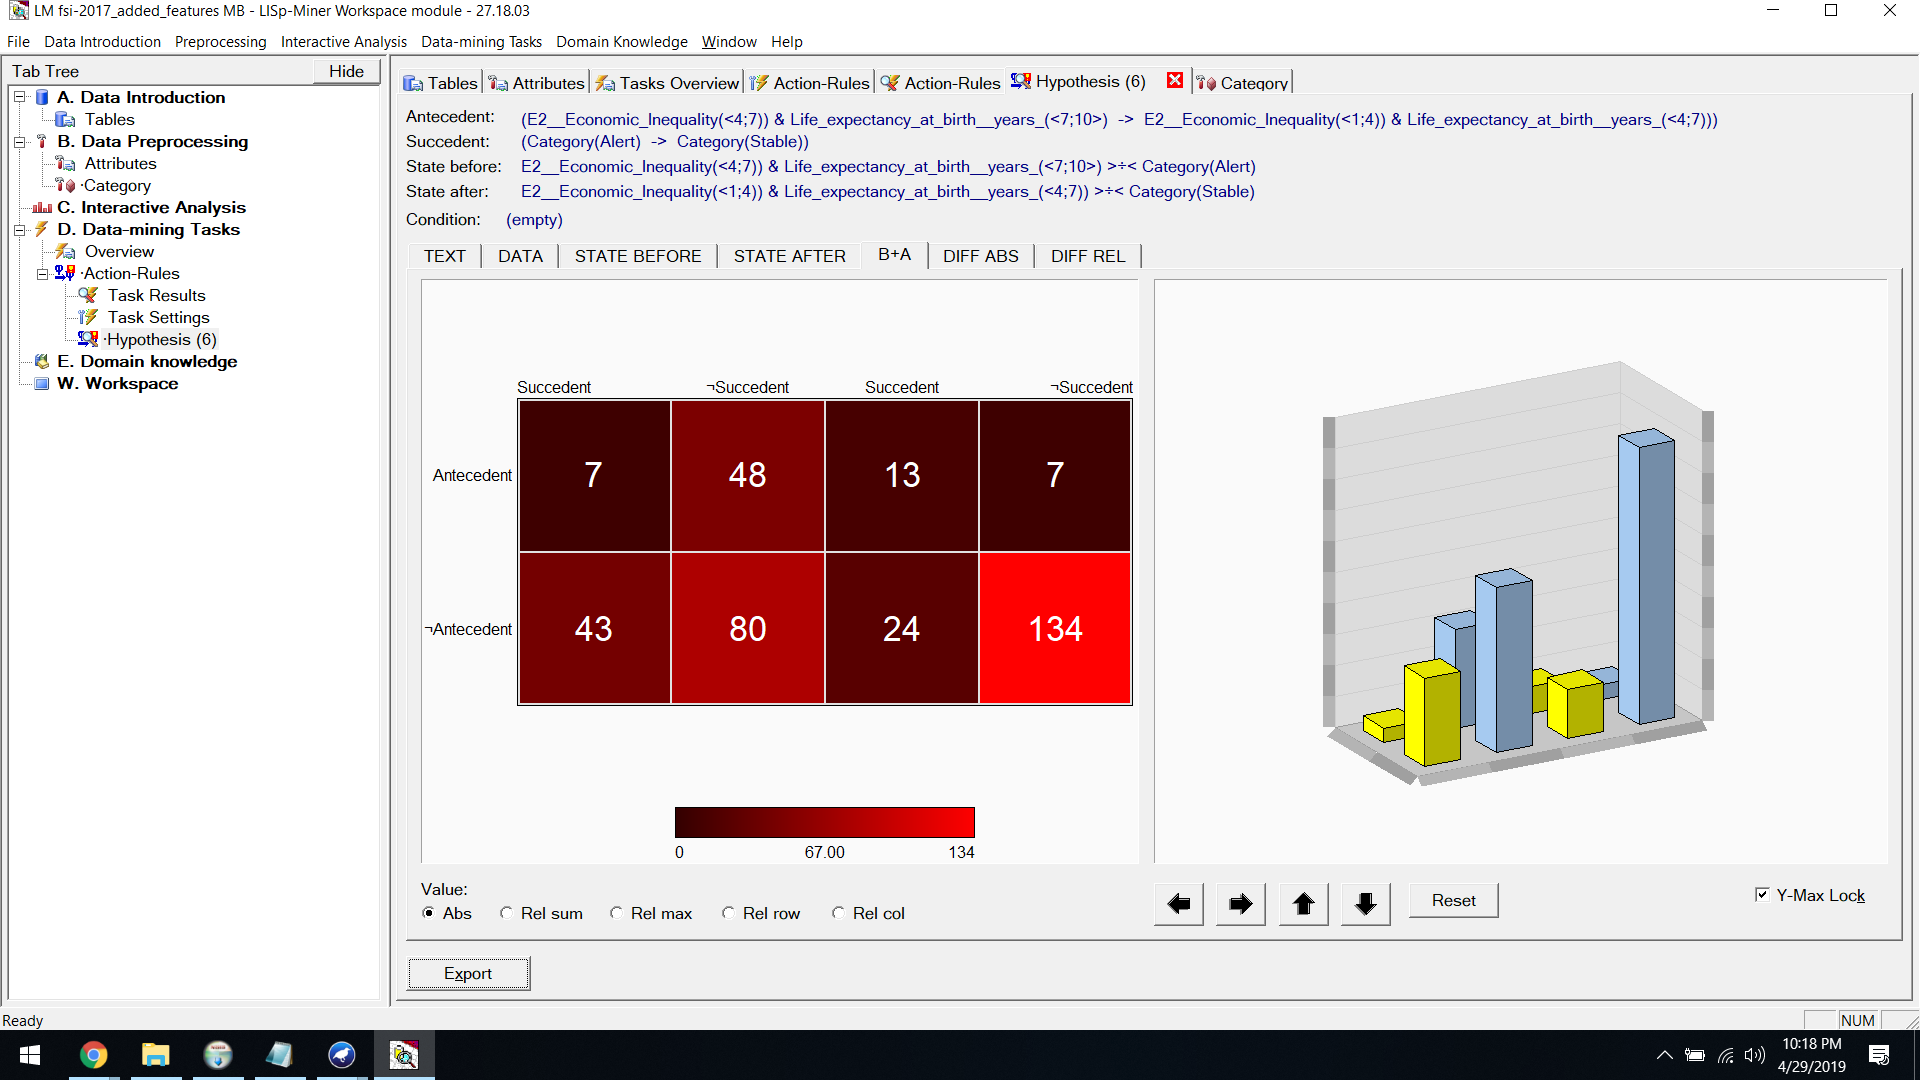 LM fsi-2017_added_features MB - LISp-Miner Workspace module - 27.18.03
File Data Introduction Preprocessing Interactive Analysis Data-mining Tasks Domain Knowledge Window Help
Tab Tree Hide
A. Data Introduction
Tables
B. Data Preprocessing
Attributes
·Category
C. Interactive Analysis
D. Data-mining Tasks
Overview
·Action-Rules
Task Results
Task Settings
·Hypothesis (6)
E. Domain knowledge
W. Workspace
Tables Attributes Tasks Overview Action-Rules Action-Rules Hypothesis (6) Category
Antecedent: (E2__Economic_Inequality(<4;7)) & Life_expectancy_at_birth__years_(<7;10>) -> E2__Economic_Inequality(<1;4)) & Life_expectancy_at_birth__years_(<4;7)))
Succedent: (Category(Alert) -> Category(Stable))
State before: E2__Economic_Inequality(<4;7)) & Life_expectancy_at_birth__years_(<7;10>) >÷< Category(Alert)
State after: E2__Economic_Inequality(<1;4)) & Life_expectancy_at_birth__years_(<4;7)) >÷< Category(Stable)
Condition: (empty)
TEXT DATA STATE BEFORE STATE AFTER B+A DIFF ABS DIFF REL
Succedent ¬Succedent Succedent ¬Succedent
Antecedent 7 48 13 7
¬Antecedent 43 80 24 134
0 67.00 134
Value:
Abs Rel sum Rel max Rel row Rel col
Reset
Y-Max Lock
Export
Ready
NUM
10:18 PM
4/29/2019